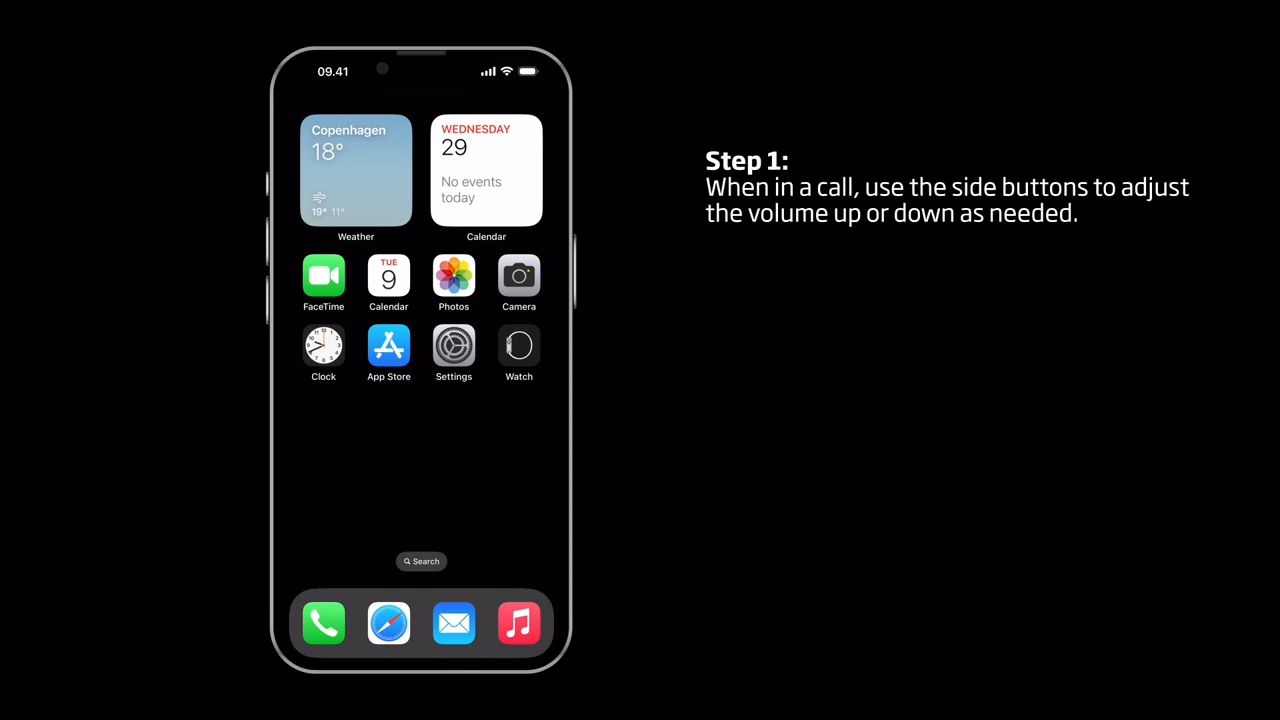 09.41
Copenhagen
18°
19° 11°
Weather
WEDNESDAY
29
No events
today
Calendar
FaceTime
TUE
9
Calendar
Photos
Camera
Clock
App Store
Settings
Watch
Search
Step 1:
When in a call, use the side buttons to adjust
the volume up or down as needed.